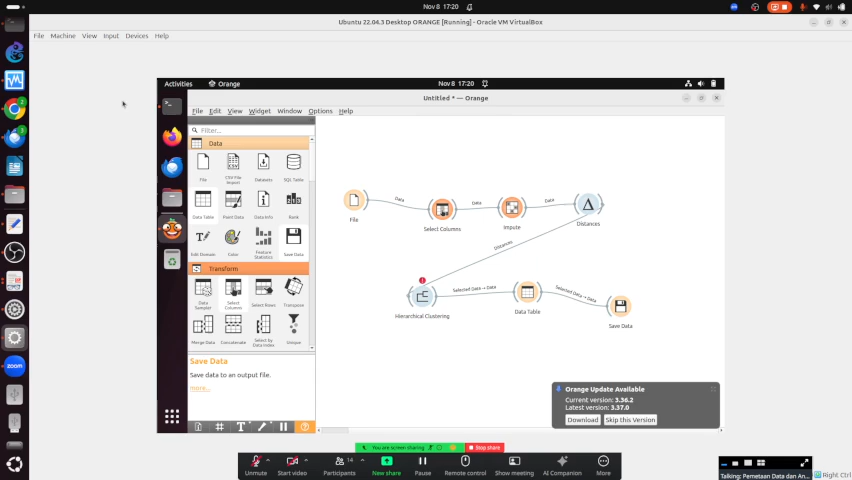 Nov 8 17:20
Ubuntu 22.04.3 Desktop ORANGE [Running] - Oracle VM VirtualBox
File Machine View Input Devices Help
Activities Orange Nov 8 17:20
Untitled * — Orange
File Edit View Widget Window Options Help
Filter...
Data
File CSV File Import Datasets SQL Table
Data Table Paint Data Data Info Rank
Edit Domain Color Feature Statistics Save Data
Transform
Data Sampler Select Columns Select Rows Transpose
Merge Data Concatenate Select by Data Index Unique
Save Data
Save data to an output file.
more...
File
Data
Select Columns
Data
Impute
Data
Distances
Distances
Hierarchical Clustering
Selected Data → Data
Data Table
Selected Data → Data
Save Data
Orange Update Available
Current version: 3.36.2
Latest version: 3.37.0
Download Skip this Version
You are screen sharing Stop share
Unmute Start video Participants 14 New share Pause Remote control Show meeting AI Companion More
Talking: Pemetaan Data dan An...
Right Ctrl
zoom